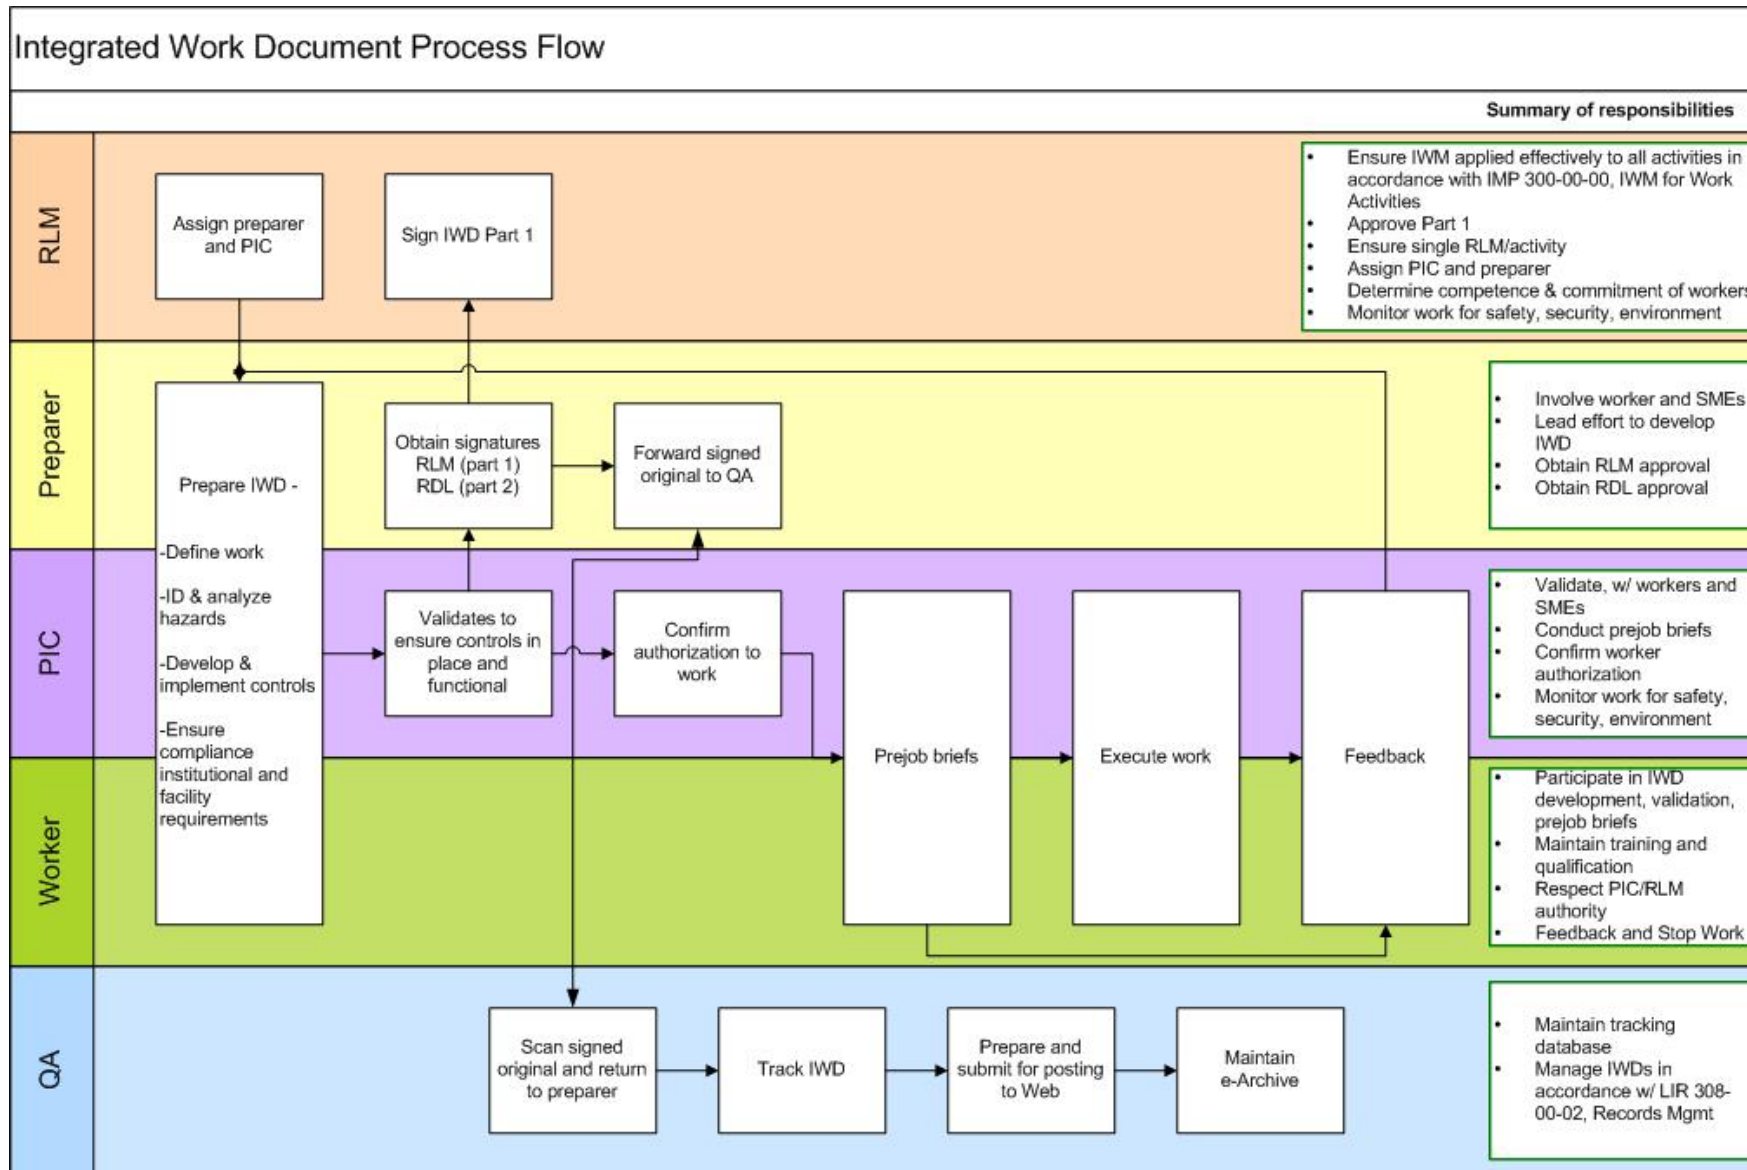 Integrated Work Document Process Flow
Summary of responsibilities
RLM
Assign preparer
and PIC
Sign IWD Part 1
• Ensure IWM applied effectively to all activities in
accordance with IMP 300-00-00, IWM for Work
Activities
• Approve Part 1
• Ensure single RLM/activity
• Assign PIC and preparer
• Determine competence & commitment of workers
• Monitor work for safety, security, environment
Preparer
Prepare IWD -
-Define work
-ID & analyze
hazards
-Develop &
implement controls
-Ensure
compliance
institutional and
facility
requirements
Obtain signatures
RLM (part 1)
RDL (part 2)
Forward signed
original to QA
• Involve worker and SMEs
• Lead effort to develop
IWD
• Obtain RLM approval
• Obtain RDL approval
PIC
Validates to
ensure controls in
place and
functional
Confirm
authorization to
work
Prejob briefs
Execute work
Feedback
• Validate, w/ workers and
SMEs
• Conduct prejob briefs
• Confirm worker
authorization
• Monitor work for safety,
security, environment
Worker
• Participate in IWD
development, validation,
prejob briefs
• Maintain training and
qualification
• Respect PIC/RLM
authority
• Feedback and Stop Work
QA
Scan signed
original and return
to preparer
Track IWD
Prepare and
submit for posting
to Web
Maintain
e-Archive
• Maintain tracking
database
• Manage IWDs in
accordance w/ LIR 308-
00-02, Records Mgmt